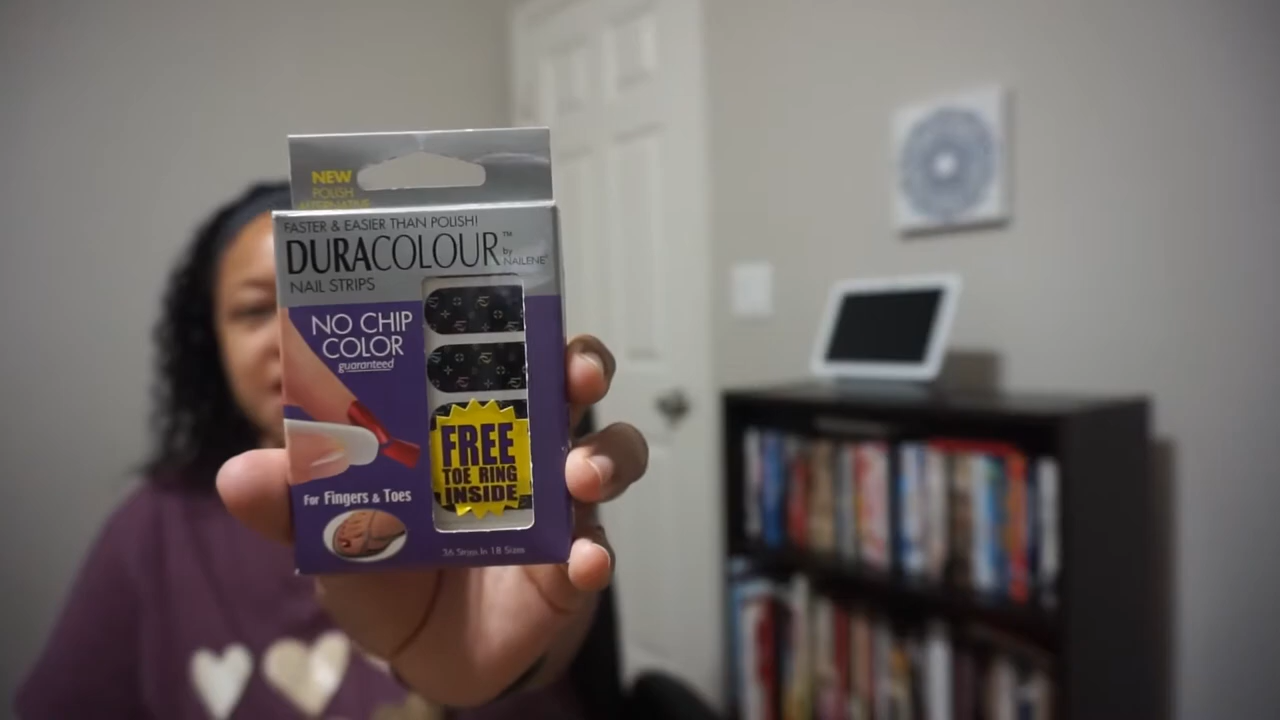 NEW
POLISH
ALTERNATIVE
FASTER & EASIER THAN POLISH!
DURACOLOUR™
by
NAILENE®
NAIL STRIPS
NO CHIP
COLOR
guaranteed
FREE
TOE RING
INSIDE
For Fingers & Toes
36 Strips In 18 Sizes